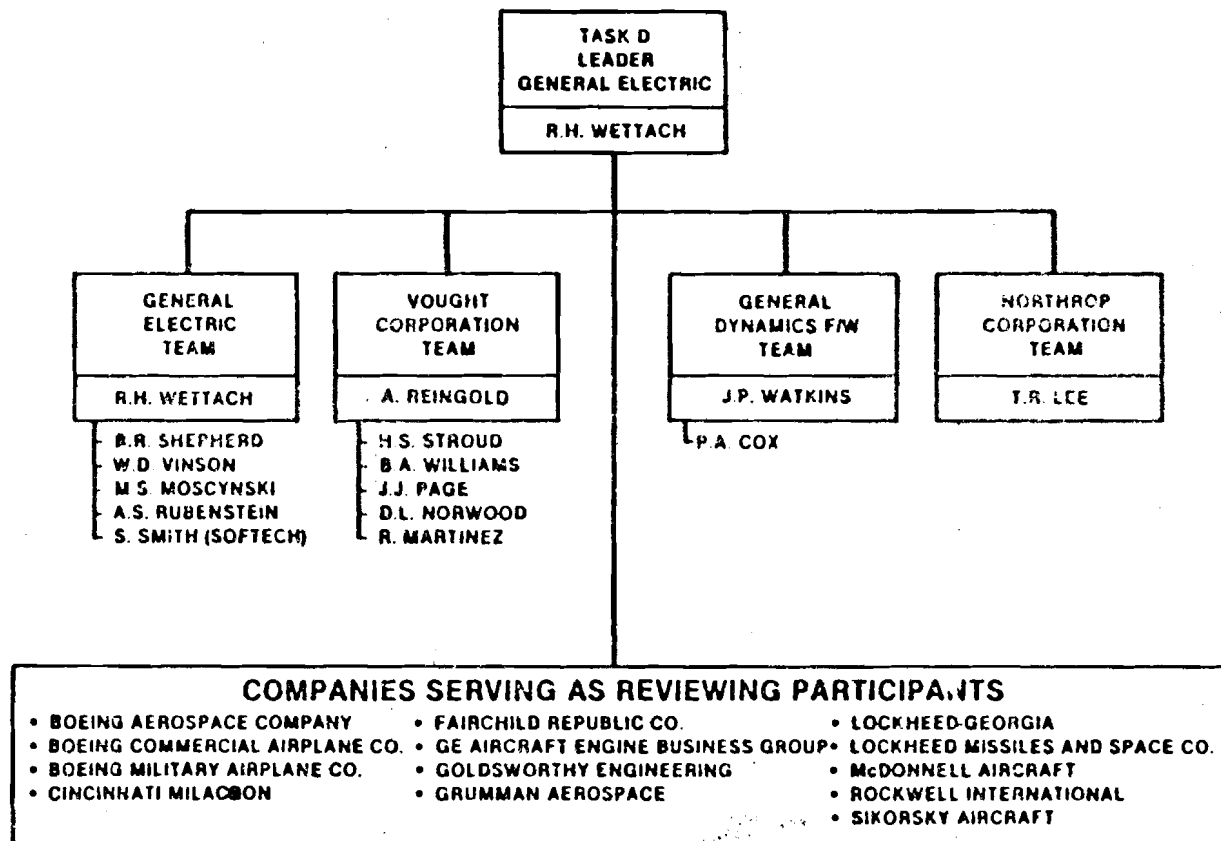 TASK D
LEADER
GENERAL ELECTRIC
R.H. WETTACH
GENERAL
ELECTRIC
TEAM
R.H. WETTACH
B.R. SHEPHERD
W.D. VINSON
M.S. MOSCYNSKI
A.S. RUBENSTEIN
S. SMITH (SOFTECH)
VOUGHT
CORPORATION
TEAM
A. REINGOLD
H.S. STROUD
B.A. WILLIAMS
J.J. PAGE
D.L. NORWOOD
R. MARTINEZ
GENERAL
DYNAMICS F/W
TEAM
J.P. WATKINS
P.A. COX
NORTHROP
CORPORATION
TEAM
T.R. LEE
COMPANIES SERVING AS REVIEWING PARTICIPANTS
• BOEING AEROSPACE COMPANY
• BOEING COMMERCIAL AIRPLANE CO.
• BOEING MILITARY AIRPLANE CO.
• CINCINNATI MILACRON
• FAIRCHILD REPUBLIC CO.
• GE AIRCRAFT ENGINE BUSINESS GROUP
• GOLDSWORTHY ENGINEERING
• GRUMMAN AEROSPACE
• LOCKHEED-GEORGIA
• LOCKHEED MISSILES AND SPACE CO.
• McDONNELL AIRCRAFT
• ROCKWELL INTERNATIONAL
• SIKORSKY AIRCRAFT